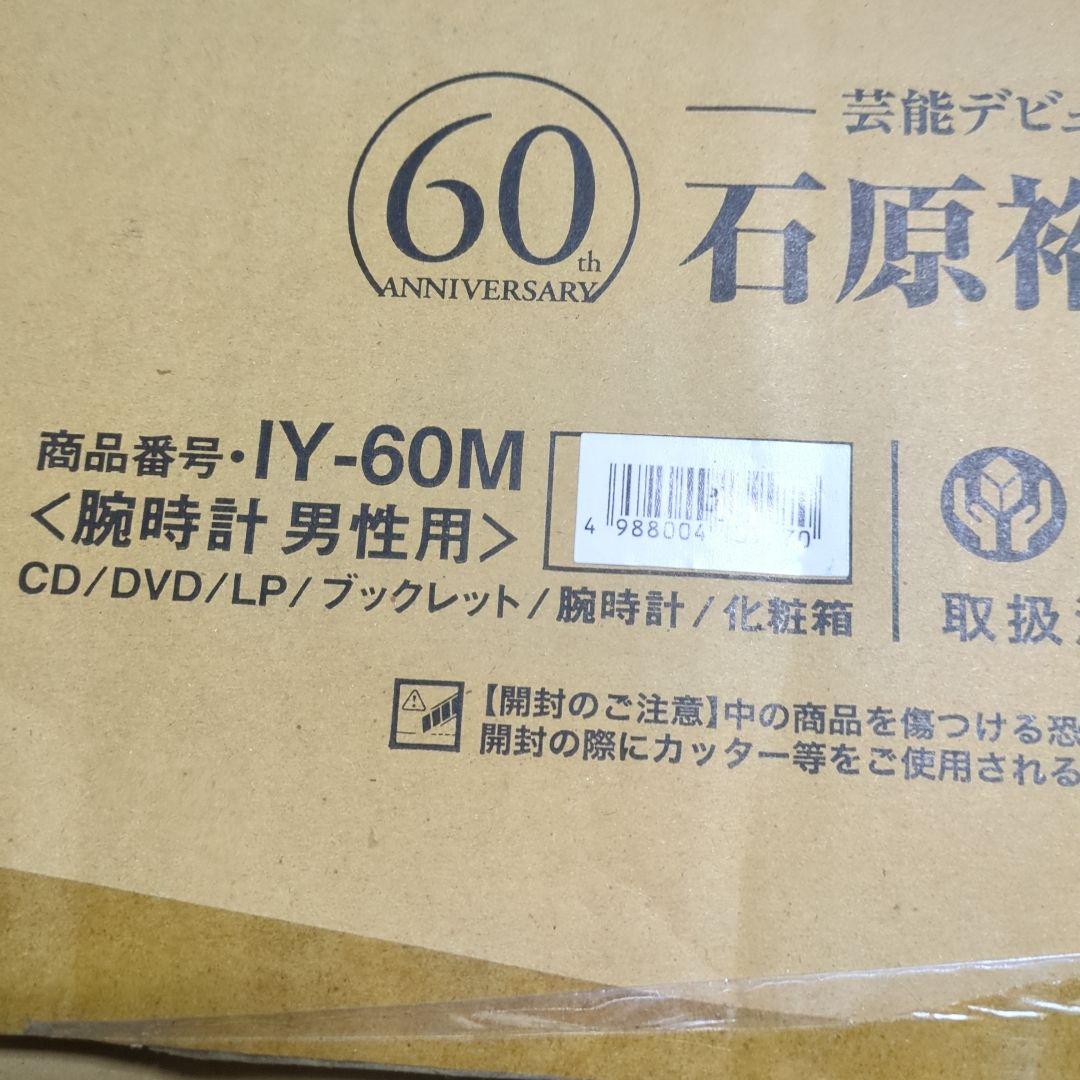 60th
ANNIVERSARY
芸能デビュ
石原裕
商品番号・IY-60M
<腕時計 男性用>
4 988004
CD/DVD/LP/ブックレット/腕時計/化粧箱
取扱
【開封のご注意】中の商品を傷つける恐
開封の際にカッター等をご使用される